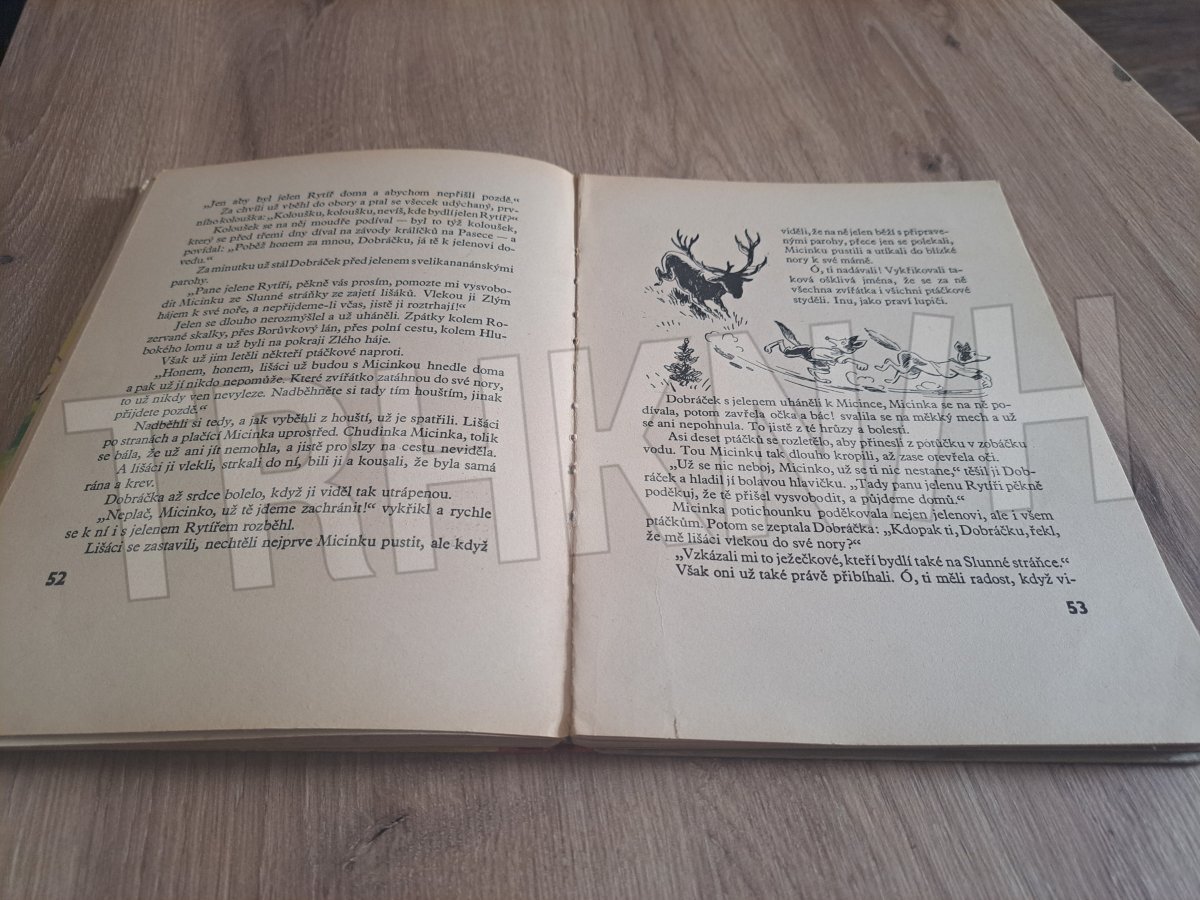 „Jen aby byl jelen Rytíř doma a abychom nepřišli pozdě.“
Za chvíli už vběhl do obory a ptal se všecek udýchaný, prv-
ního kolouška: „Koloušku, koloušku, nevíš, kde bydlí jelen Rytíř?“
Koloušek se na něj moudře podíval — byl to týž koloušek,
který se před třemi dny díval na závody králíčků na Pasece — a
povídal: „Poběž honem za mnou, Dobráčku, já tě k jelenovi do-
vedu.“
Za minutku už stál Dobráček před jelenem s velikananánskými
parohy.
„Pane jelene Rytíři, pěkně vás prosím, pomozte mi vysvobo-
dit Micinku ze Slunné stráňky ze zajetí lišáků. Vlekou ji Zlým
hájem k své noře, a nepřijdeme-li včas, jistě ji roztrhají!“
Jelen se dlouho nerozmýšlel a už uháněli. Zpátky kolem Ro-
zervané skalky, přes Borůvkový lán, přes polní cestu, kolem Hlu-
bokého lomu a už byli na pokraji Zlého háje.
Však už jim letěli někteří ptáčkové naproti.
„Honem, honem, lišáci už budou s Micinkou hnedle doma
a pak už jí nikdo nepomůže. Které zvířátko zatáhnou do své nory,
to už nikdy ven nevyleze. Nadběhněte si tady tím houštím, jinak
přijdete pozdě.“
Nadběhli si tedy, a jak vyběhli z houští, už je spatřili. Lišáci
po stranách a plačící Micinka uprostřed. Chudinka Micinka, tolik
se bála, že už ani jít nemohla, a jistě pro slzy na cestu neviděla.
A lišáci ji vlekli, strkali do ní, bili ji a kousali, že byla samá
rána a krev.
Dobráčka až srdce bolelo, když ji viděl tak utrápenou.
„Neplač, Micinko, už tě jdeme zachránit!“ vykřikl a rychle
se k ní i s jelenem Rytířem rozběhl.
Lišáci se zastavili, nechtěli nejprve Micinku pustit, ale když
52
viděli, že na ně jelen běží s připrave-
nými parohy, přece jen se polekali,
Micinku pustili a utíkali do blízké
nory k své mámě.
Ó, ti nadávali! Vykřikovali ta-
ková ošklivá jména, že se za ně
všechna zvířátka i všichni ptáčkové
styděli. Inu, jako praví lupiči.
Dobráček s jelenem uháněli k Micince, Micinka se na ně po-
dívala, potom zavřela očka a bác! svalila se na měkký mech a už
se ani nepohnula. To jistě z té hrůzy a bolesti.
Asi deset ptáčků se rozletělo, aby přinesli z potůčku v zobáčku
vodu. Tou Micinku tak dlouho kropili, až zase otevřela oči.
„Už se nic neboj, Micinko, už se ti nic nestane,“ těšil ji Dob-
ráček a hladil jí bolavou hlavičku. „Tady panu jelenu Rytíři pěkně
poděkuj, že tě přišel vysvobodit, a půjdeme domů.“
Micinka potichounku poděkovala nejen jelenovi, ale i všem
ptáčkům. Potom se zeptala Dobráčka: „Kdopak ti, Dobráčku, řekl,
že mě lišáci vlekou do své nory?“
„Vzkázali mi to ježečkové, kteří bydlí také na Slunné stráňce.“
Však oni už také právě přibíhali. Ó, ti měli radost, když vi-
53
TRHKNIH